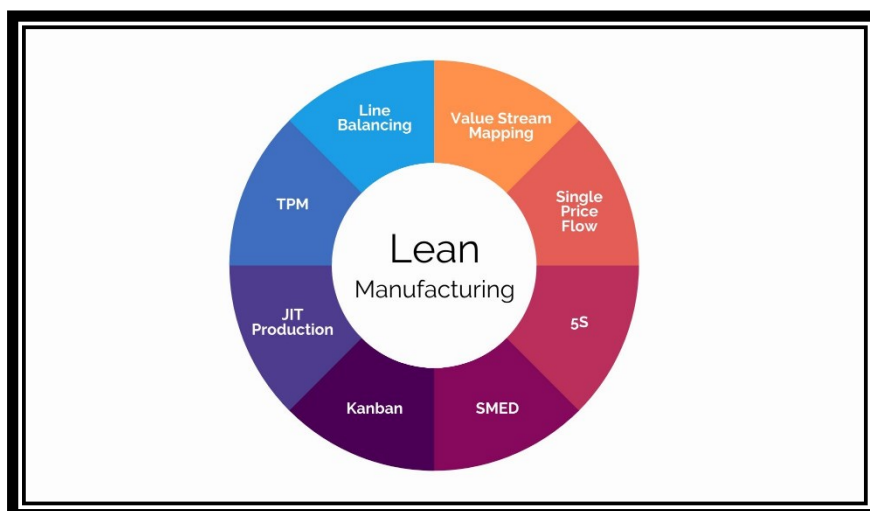 Line
Balancing
Value Stream
Mapping
TPM
Single
Price
Flow
Lean
Manufacturing
JIT
Production
5S
Kanban
SMED